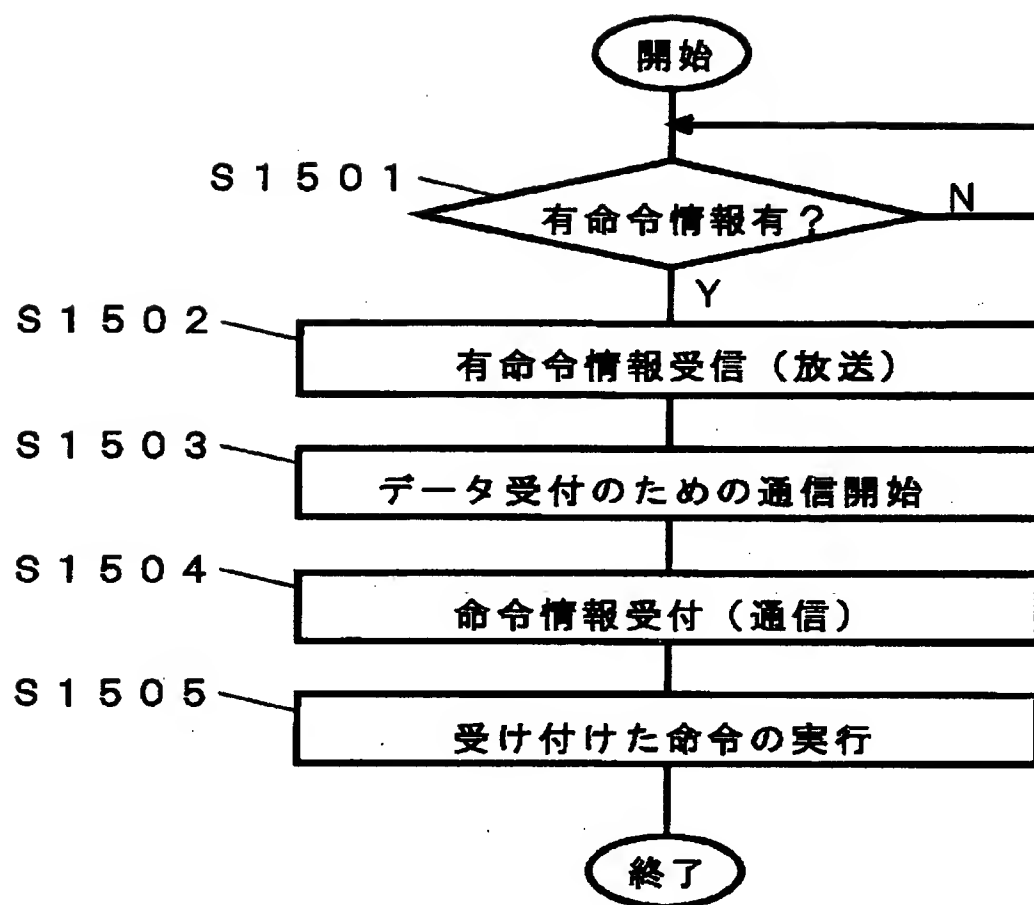 開始
S1501
有命令情報有?
N
Y
S1502
有命令情報受信(放送)
S1503
データ受付のための通信開始
S1504
命令情報受付(通信)
S1505
受け付けた命令の実行
終了